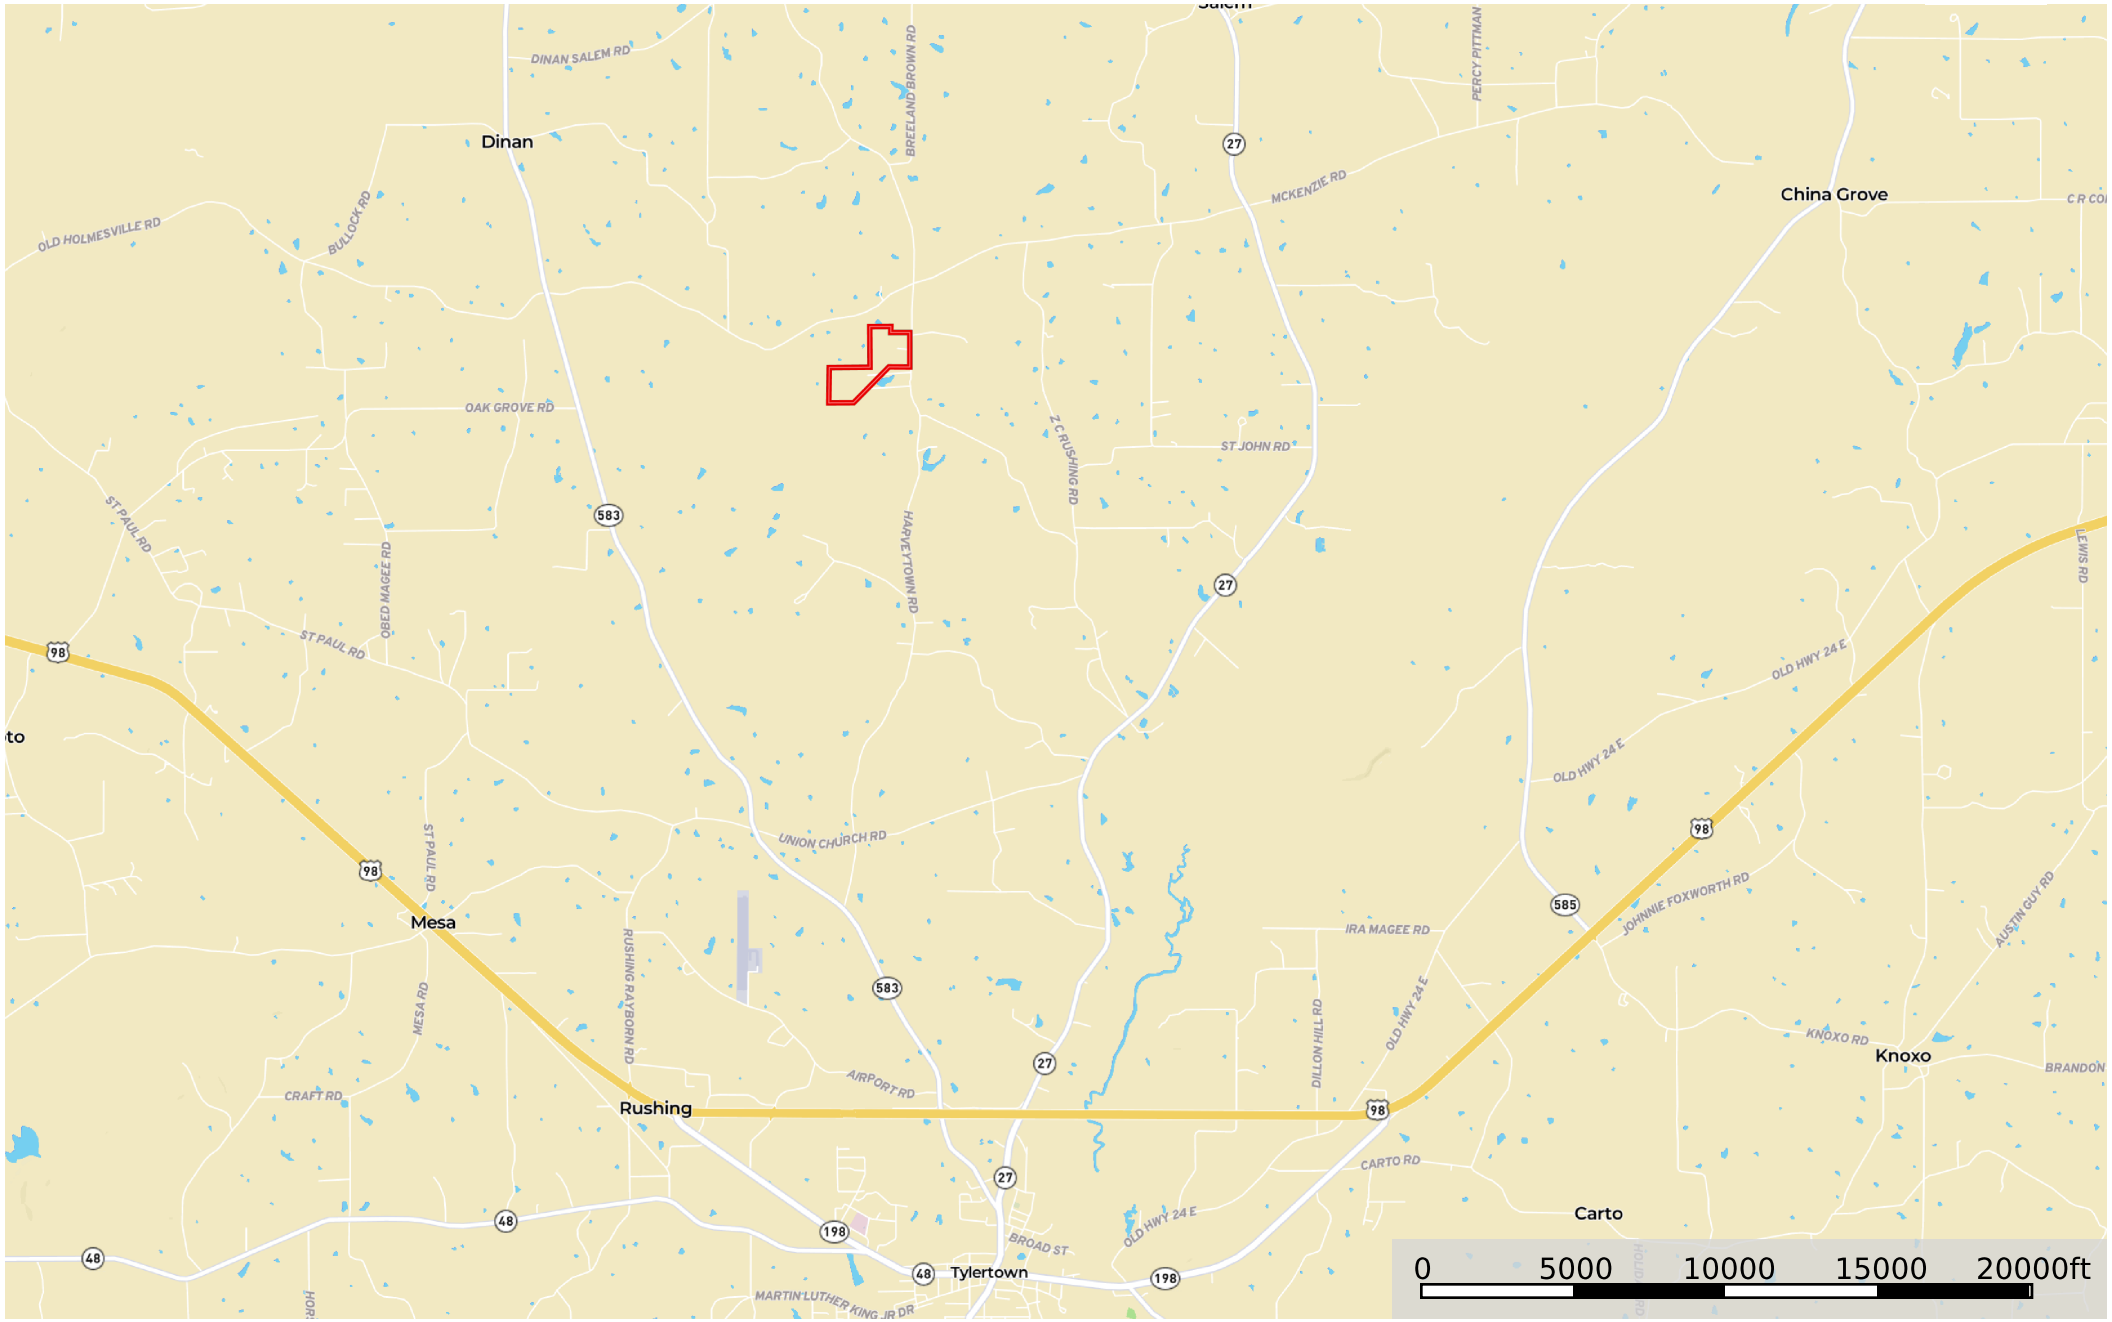 Salem
DINAN SALEM RD
BREELAND BROWN RD
PERCY PITTMAN
Dinan
27
MCKENZIE RD
China Grove
C R CO
BULLOCK RD
OLD HOLMESVILLE RD
OAK GROVE RD
Z C RUSHING RD
ST JOHN RD
ST PAUL RD
583
HARVEYTOWN RD
LEWIS RD
OBED MAGEE RD
27
98
ST PAUL RD
OLD HWY 24 E
to
OLD HWY 24 E
98
UNION CHURCH RD
ST PAUL RD
98
JOHNNIE FOXWORTH RD
585
AUSTIN GUY RD
Mesa
IRA MAGEE RD
RUSHING RAYBORN RD
583
MESA RD
OLD HWY 24 E
DILLON HILL RD
KNOXO RD
Knoxo
27
BRANDON
AIRPORT RD
CRAFT RD
Rushing
98
CARTO RD
27
Carto
48
198
OLD HWY 24 E
BROAD ST
48
48
Tylertown
198
HOLID
RD
0 5000 10000 15000 20000ft
HOR
MARTIN LUTHER KING JR DR